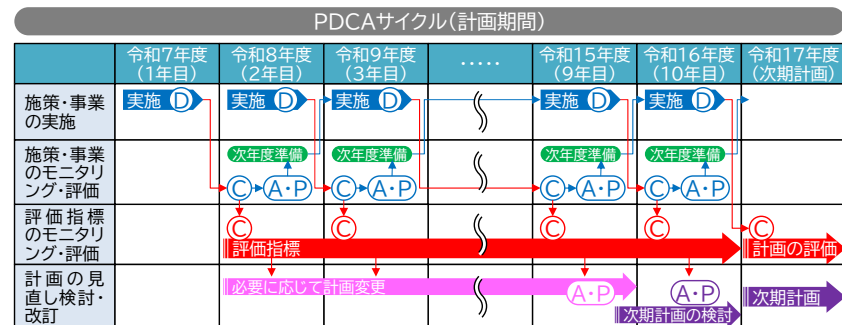 PDCAサイクル(計画期間)
令和7年度
(1年目)
令和8年度
(2年目)
令和9年度
(3年目)
・・・・・
令和15年度
(9年目)
令和16年度
(10年目)
令和17年度
(次期計画)
施策・事業
の実施
実施 D
実施 D
実施 D
実施 D
実施 D
施策・事業
のモニタリ
ング・評価
次年度準備
次年度準備
次年度準備
次年度準備
C A・P
C A・P
C A・P
C A・P
評価指標
のモニタリ
ング・評価
C
C
C
C
C
評価指標
計画の評価
計画の見
直し検討・
改訂
必要に応じて計画変更
A・P
A・P
次期計画の検討
次期計画